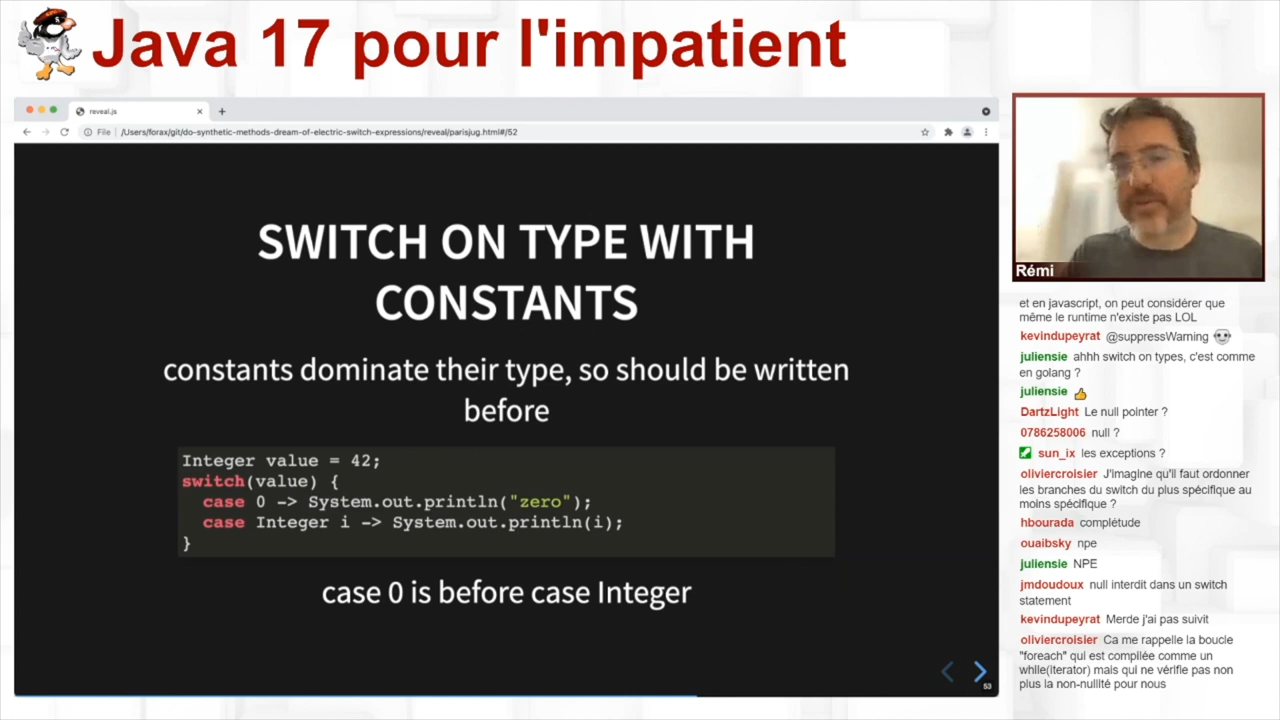 Java 17 pour l'impatient
reveal.js
File
/Users/forax/git/do-synthetic-methods-dream-of-electric-switch-expressions/reveal/parisjug.html#/52
SWITCH ON TYPE WITH
CONSTANTS
constants dominate their type, so should be written
before
Integer value = 42;
switch(value) {
case 0 -> System.out.println("zero");
case Integer i -> System.out.println(i);
}
case 0 is before case Integer
53
Rémi
et en javascript, on peut considérer que
même le runtime n'existe pas LOL
kevindupeyrat @suppressWarning
juliensie ahhh switch on types, c'est comme
en golang ?
juliensie
DartzLight Le null pointer ?
0786258006 null ?
sun_ix les exceptions ?
oliviercroisier J'imagine qu'il faut ordonner
les branches du switch du plus spécifique au
moins spécifique ?
hbourada complétude
ouaibsky npe
juliensie NPE
jmdoudoux null interdit dans un switch
statement
kevindupeyrat Merde j'ai pas suivit
oliviercroisier Ca me rappelle la boucle
"foreach" qui est compilée comme un
while(iterator) mais qui ne vérifie pas non
plus la non-nullité pour nous